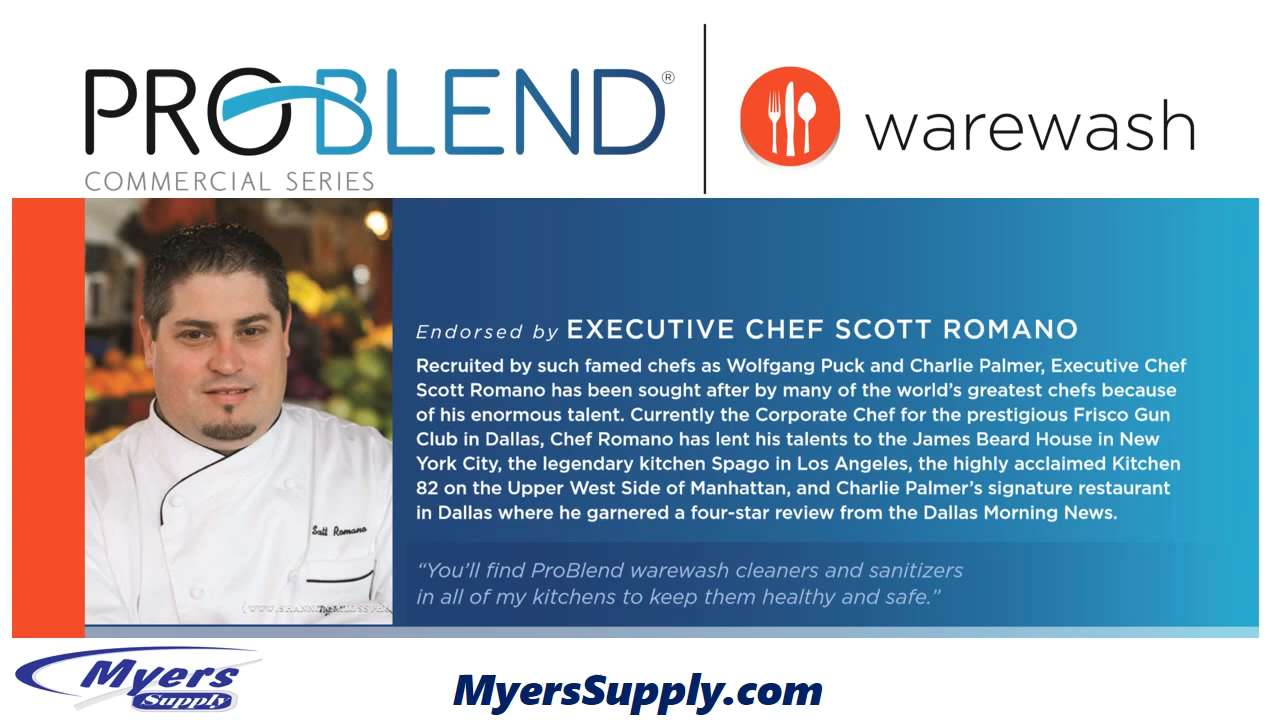 PROBLEND®
COMMERCIAL SERIES
warewash
Endorsed by EXECUTIVE CHEF SCOTT ROMANO
Recruited by such famed chefs as Wolfgang Puck and Charlie Palmer, Executive Chef
Scott Romano has been sought after by many of the world's greatest chefs because
of his enormous talent. Currently the Corporate Chef for the prestigious Frisco Gun
Club in Dallas, Chef Romano has lent his talents to the James Beard House in New
York City, the legendary kitchen Spago in Los Angeles, the highly acclaimed Kitchen
82 on the Upper West Side of Manhattan, and Charlie Palmer's signature restaurant
in Dallas where he garnered a four-star review from the Dallas Morning News.
Scott Romano
"You'll find ProBlend warewash cleaners and sanitizers
in all of my kitchens to keep them healthy and safe."
Myers
Supply
MyersSupply.com